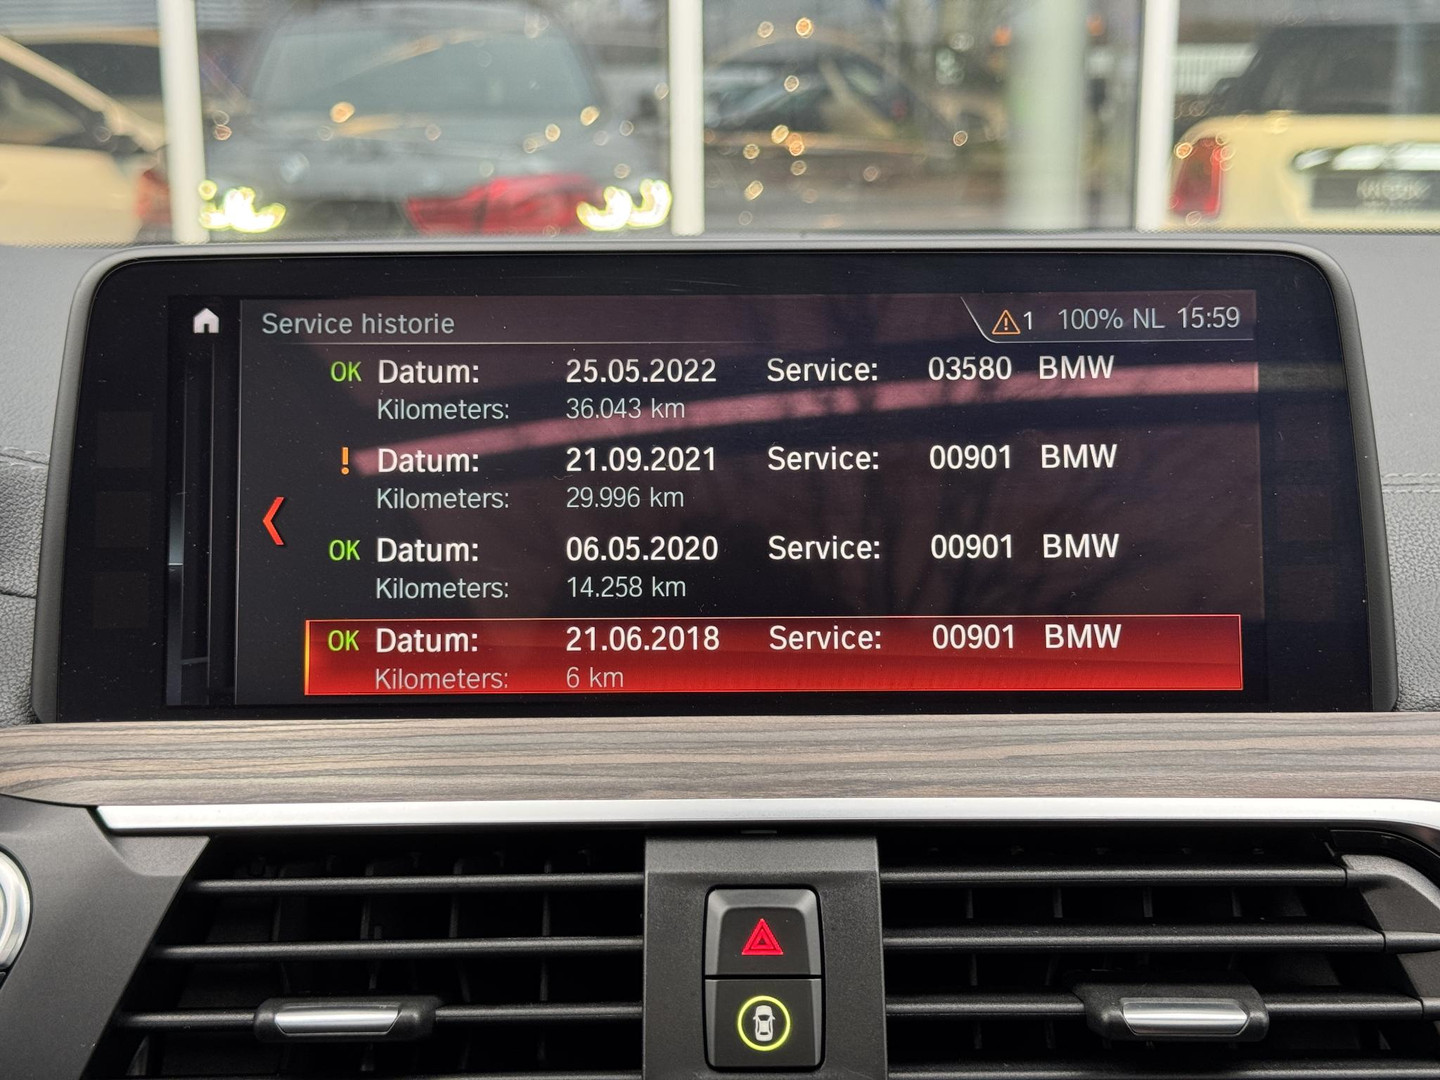 Service historie 1 100% NL 15:59
OK Datum: 25.05.2022 Service: 03580 BMW
Kilometers: 36.043 km
! Datum: 21.09.2021 Service: 00901 BMW
Kilometers: 29.996 km
OK Datum: 06.05.2020 Service: 00901 BMW
Kilometers: 14.258 km
OK Datum: 21.06.2018 Service: 00901 BMW
Kilometers: 6 km